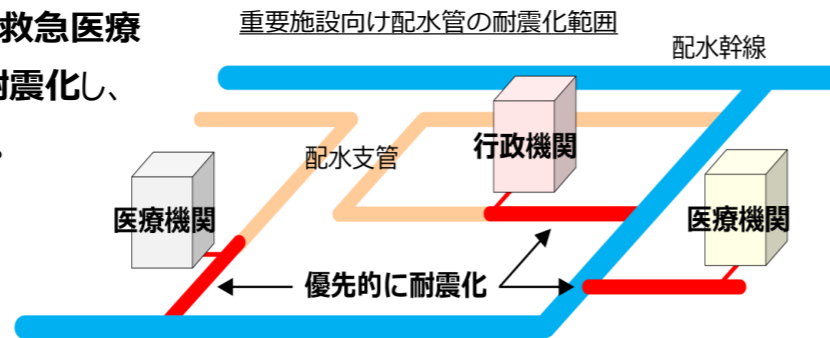 救急医療
耐震化し、
。
重要施設向け配水管の耐震化範囲
配水幹線
配水支管
行政機関
医療機関
医療機関
優先的に耐震化